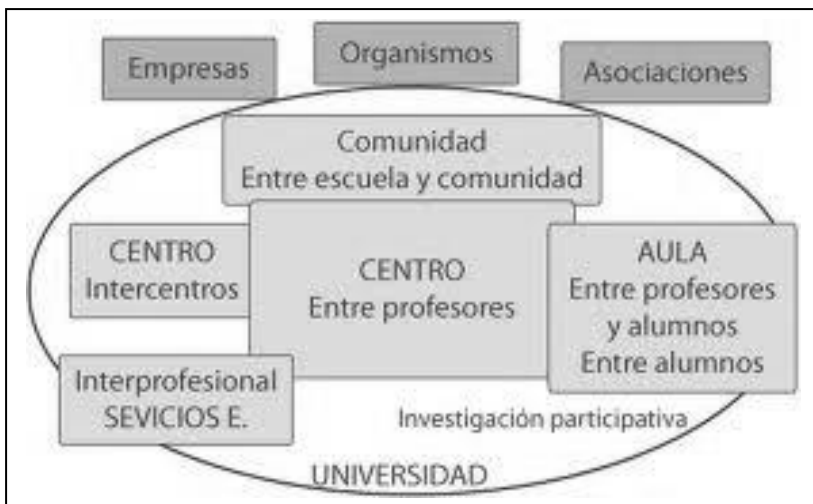 Empresas
Organismos
Asociaciones
Comunidad
Entre escuela y comunidad
CENTRO
Intercentros
CENTRO
Entre profesores
AULA
Entre profesores
y alumnos
Entre alumnos
Interprofesional
SEVICIOS E.
Investigación participativa
UNIVERSIDAD